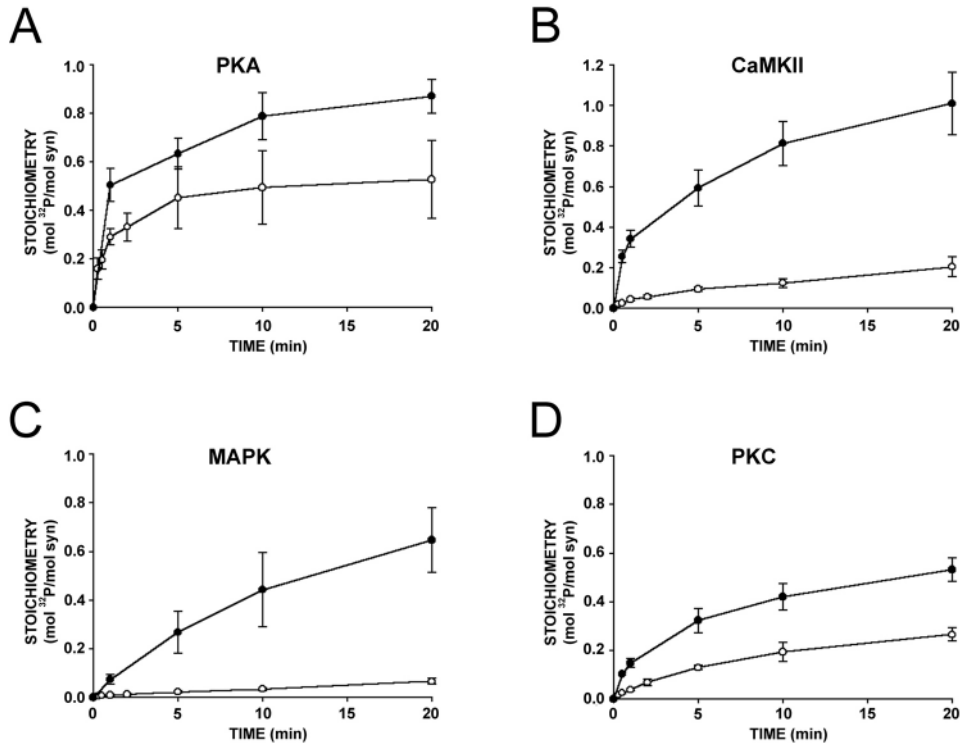 A
PKA
STOICHIOMETRY
(mol ³²P/mol syn)
1.0
0.8
0.6
0.4
0.2
0.0
0 5 10 15 20
TIME (min)
B
CaMKII
STOICHIOMETRY
(mol ³²P/mol syn)
1.2
1.0
0.8
0.6
0.4
0.2
0.0
0 5 10 15 20
TIME (min)
C
MAPK
STOICHIOMETRY
(mol ³²P/mol syn)
1.0
0.8
0.6
0.4
0.2
0.0
0 5 10 15 20
TIME (min)
D
PKC
STOICHIOMETRY
(mol ³²P/mol syn)
1.0
0.8
0.6
0.4
0.2
0.0
0 5 10 15 20
TIME (min)